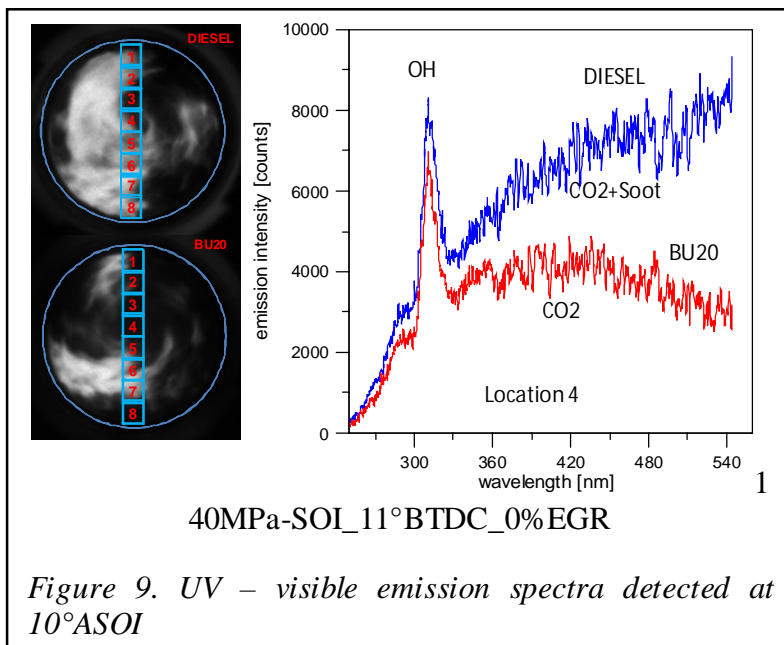 DIESEL
1
2
3
4
5
6
7
8
BU20
1
2
3
4
5
6
7
8
10000
8000
6000
4000
2000
0
emission intensity [counts]
OH
DIESEL
CO2+Soot
BU20
CO2
Location 4
300 360 420 480 540
wavelength [nm]
1
40MPa-SOI_11°BTDC_0%EGR
Figure 9. UV – visible emission spectra detected at
10°ASOI